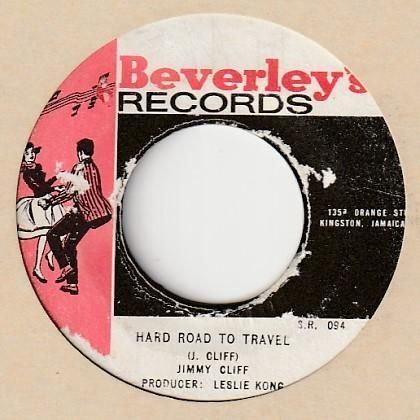 Beverley's
RECORDS
135ª ORANGE ST
KINGSTON, JAMAICA
S.R. 094
HARD ROAD TO TRAVEL
(J. CLIFF)
JIMMY CLIFF
PRODUCER: LESLIE KONG